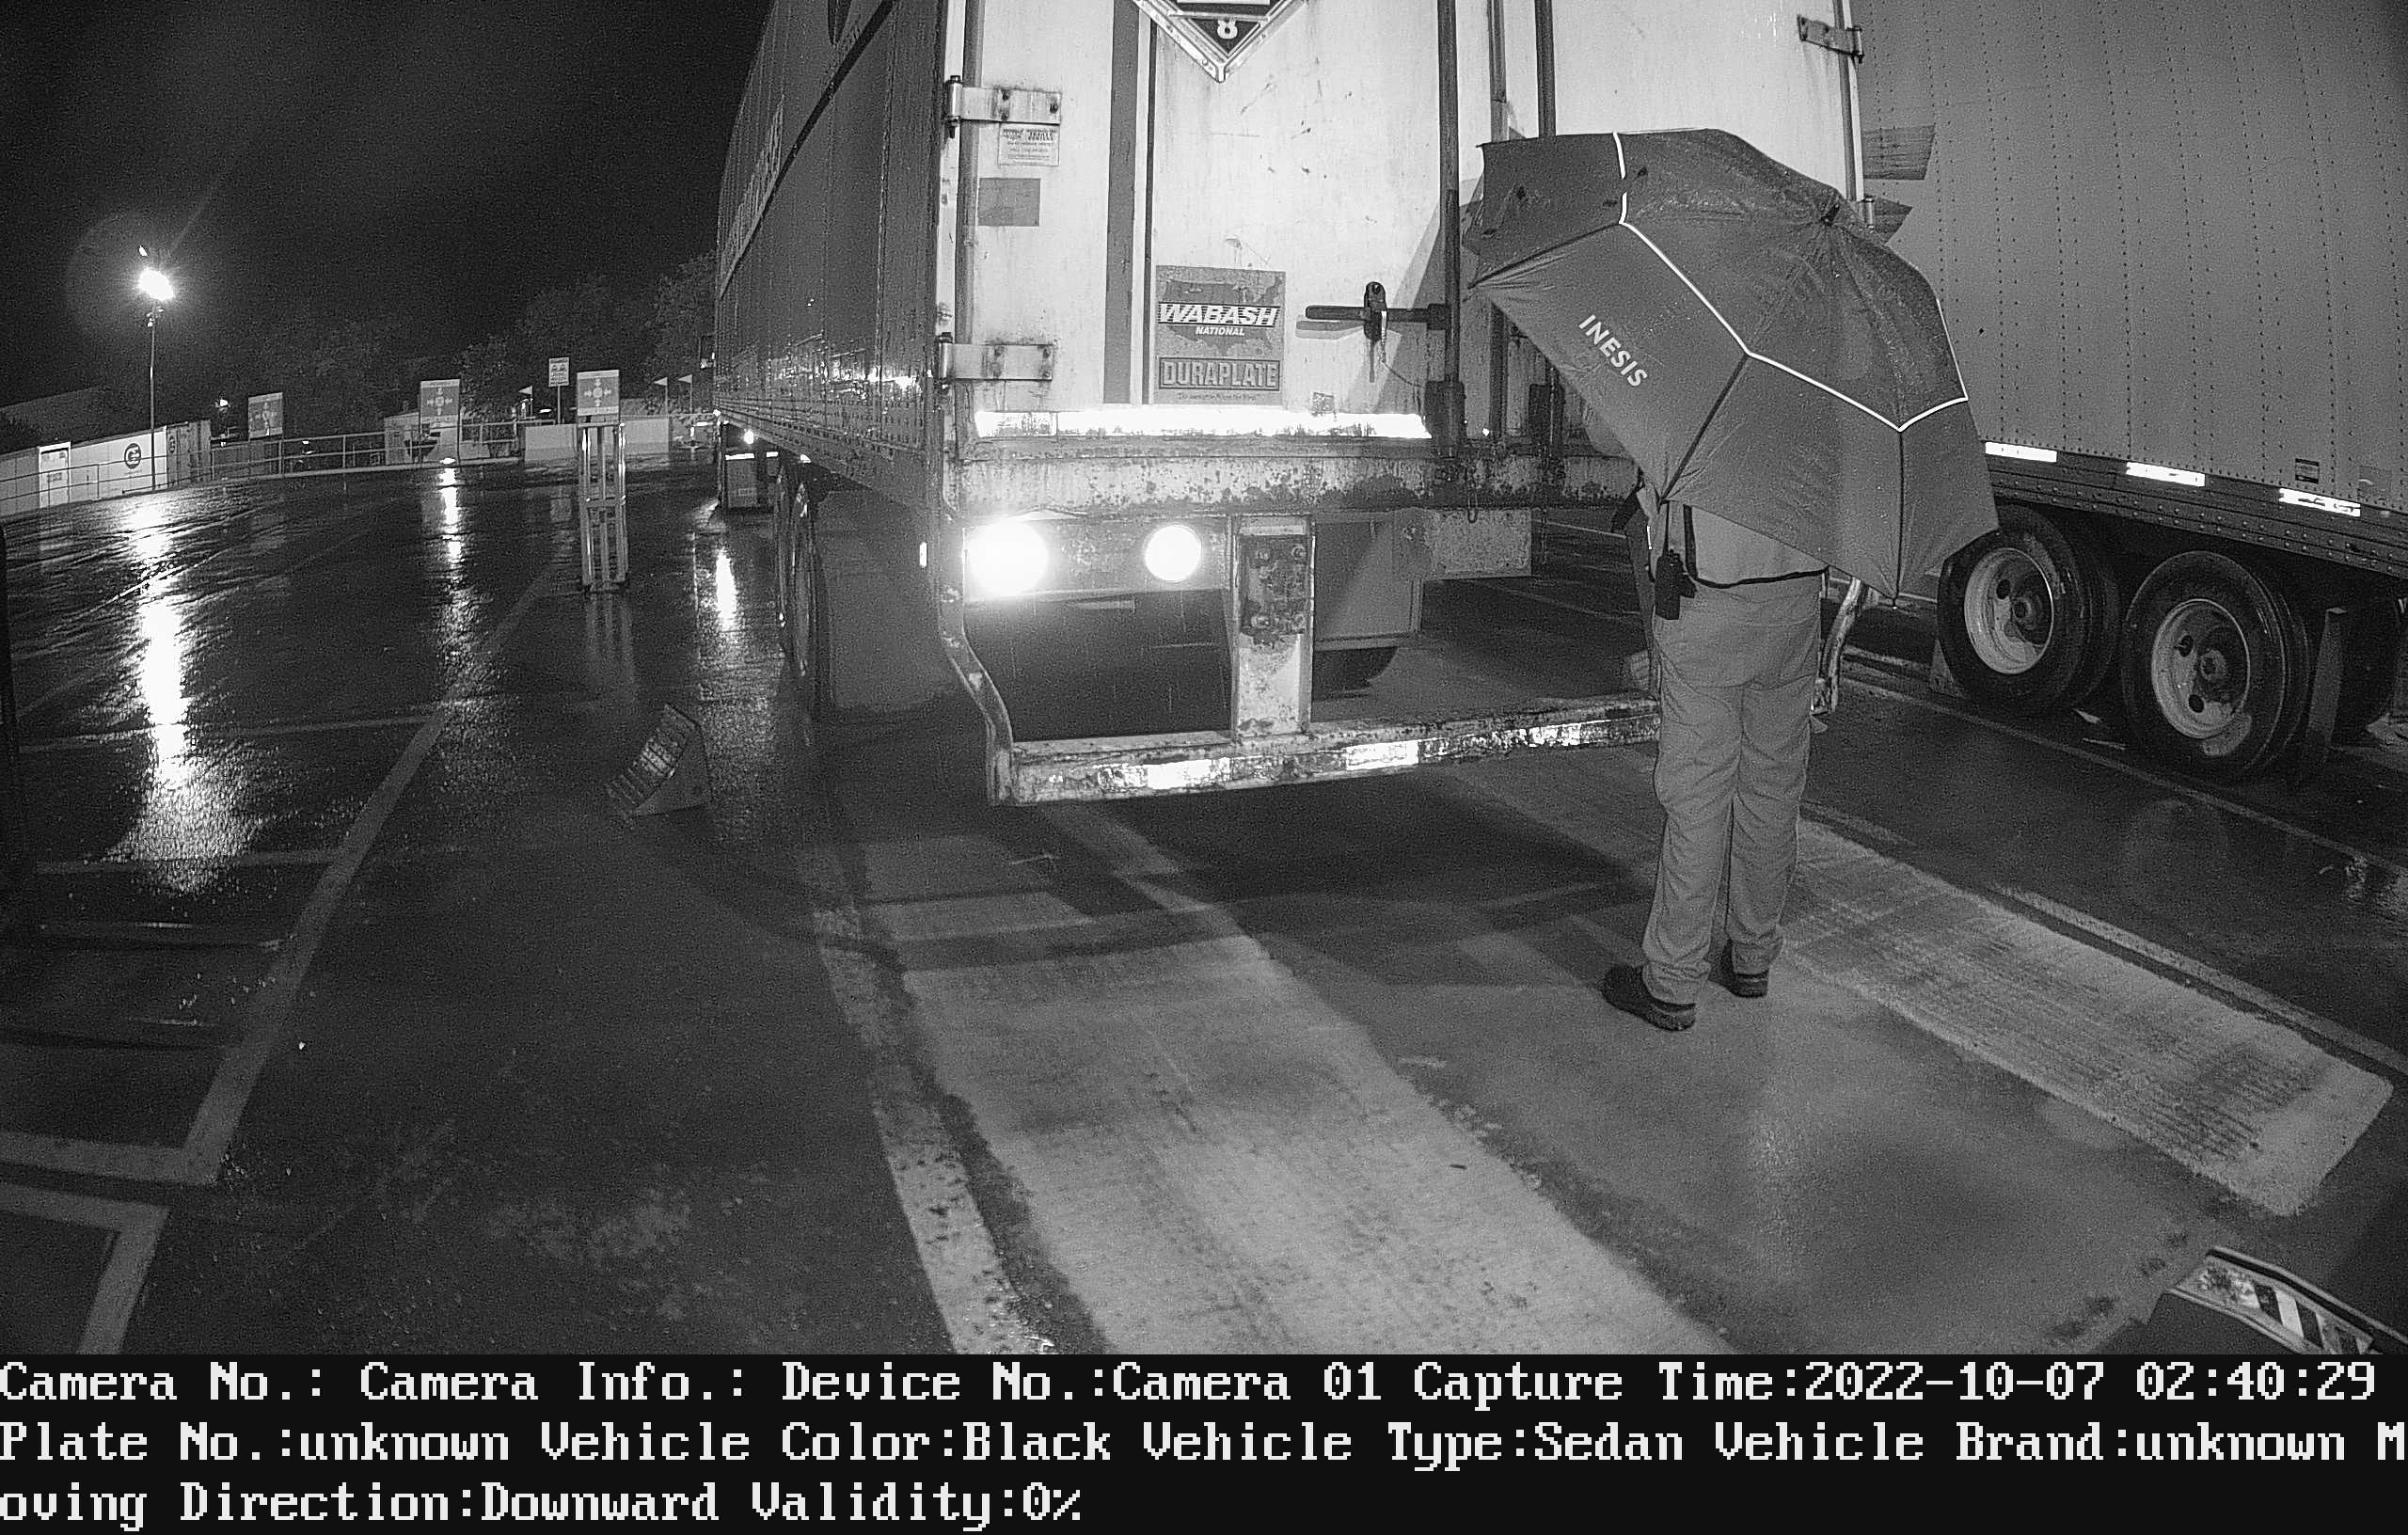 8
WABASH
NATIONAL
DURAPLATE
INESIS
Camera No.: Camera Info.: Device No.:Camera 01 Capture Time:2022-10-07 02:40:29
Plate No.:unknown Vehicle Color:Black Vehicle Type:Sedan Vehicle Brand:unknown M
oving Direction:Downward Validity:0%